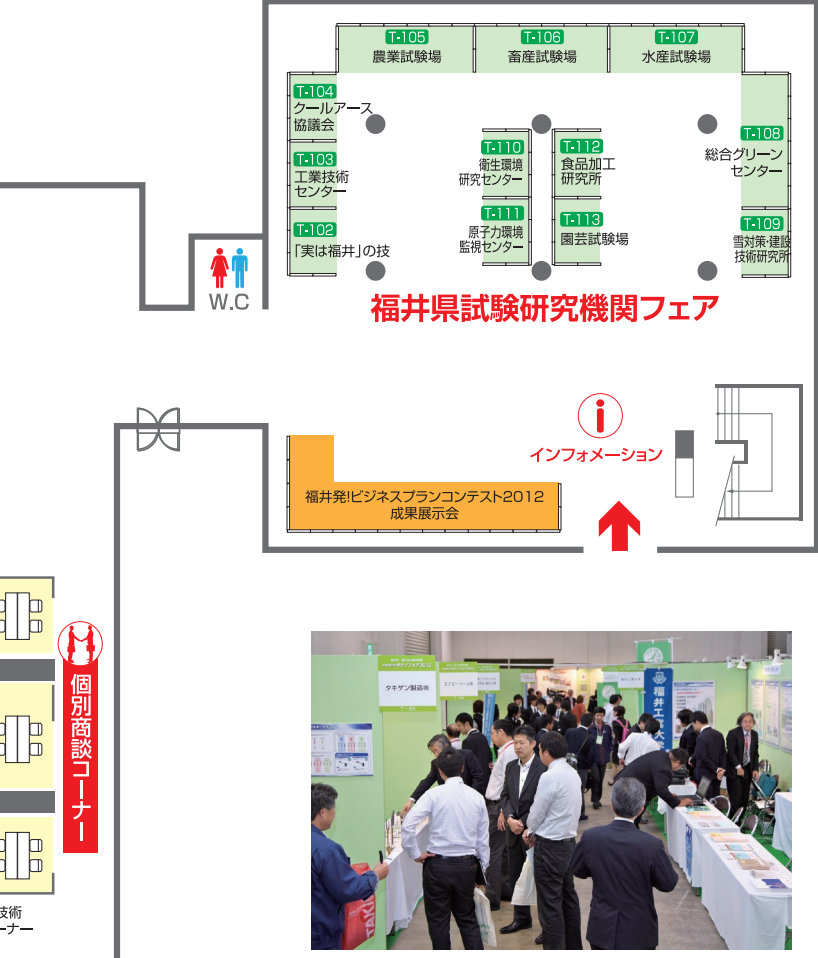 T-105
農業試験場
T-106
畜産試験場
T-107
水産試験場
T-104
クールアース
協議会
T-103
工業技術
センター
T-102
「実は福井」の技
T-110
衛生環境
研究センター
T-112
食品加工
研究所
T-111
原子力環境
監視センター
T-113
園芸試験場
T-108
総合グリーン
センター
T-109
雪対策・建設
技術研究所
W.C
福井県試験研究機関フェア
インフォメーション
福井発!ビジネスプランコンテスト2012
成果展示会
個別商談コーナー
技術
ーナー
タキゲン製造㈱
福井工業大